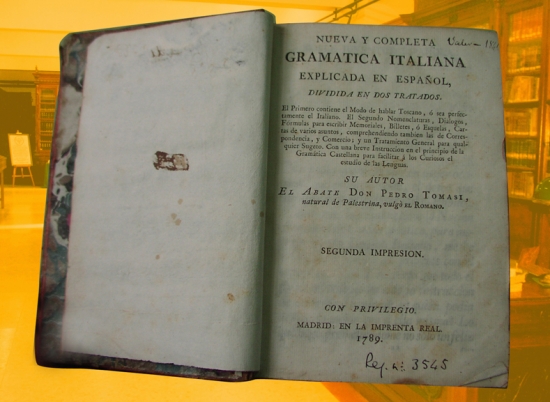 NUEVA Y COMPLETA
GRAMATICA ITALIANA
EXPLICADA EN ESPAÑOL,
DIVIDIDA EN DOS TRATADOS.
El Primero contiene el Modo de hablar Toscano, ó sea perfec-
tamente el Italiano. El Segundo Nomenclatura, Dialogos,
Fórmulas para escribir Memoriales, Billetes, ó Esquelas, Car-
tas de varios asuntos, comprehendiendo tambien las de Corres-
pondencia, y Comercio; y un Tratamiento General para qual-
quier Sugeto. Con una breve Instruccion en el principio de la
Gramática Castellana para facilitar á los Curiosos el
estudio de las Lenguas.
SU AUTOR
EL ABATE DON PEDRO TOMASI,
natural de Palestrina, vulgò EL ROMANO.
SEGUNDA IMPRESION.
CON PRIVILEGIO.
MADRID: EN LA IMPRENTA REAL.
1789.
Reg. n: 3545